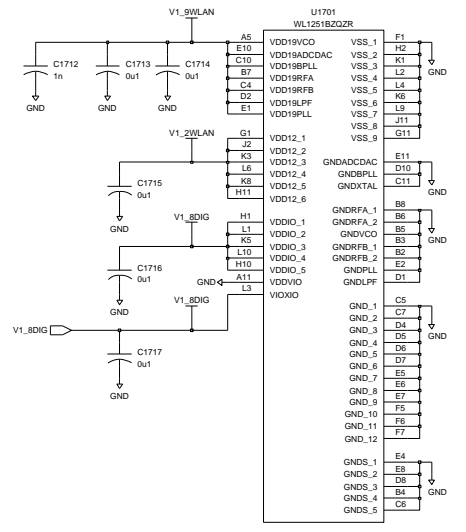 U1701
WL1251BZQZR
V1_9WLAN
A5 VDD19VCO
E10 VDD19ADCDAC
C10 VDD19BPLL
B7 VDD19RFA
C4 VDD19RFB
D2 VDD19LPF
E1 VDD19PLL
C1712
1n
C1713
0u1
C1714
0u1
GND
GND
GND
V1_2WLAN
G1 VDD12_1
J2 VDD12_2
K3 VDD12_3
L6 VDD12_4
K8 VDD12_5
H11 VDD12_6
C1715
0u1
GND
V1_8DIG
H1 VDDIO_1
L1 VDDIO_2
K5 VDDIO_3
L10 VDDIO_4
H10 VDDIO_5
GND A11 VDDVIO
L3 VIOXIO
C1716
0u1
GND
V1_8DIG
V1_8DIG
C1717
0u1
GND
VSS_1 F1
VSS_2 H2
VSS_3 K1
VSS_4 L2
VSS_5 L4
VSS_6 K6
VSS_7 L9
VSS_8 J11
VSS_9 G11
GND
GNDADCDAC E11
GNDBPLL D10
GNDXTAL C11
GND
GNDRFA_1 B8
GNDRFA_2 B6
GNDVCO B5
GNDRFB_1 B3
GNDRFB_2 B2
GNDPLL E2
GNDLPF D1
GND
GND_1 C5
GND_2 C7
GND_3 D4
GND_4 D5
GND_5 D6
GND_6 D7
GND_7 E5
GND_8 E6
GND_9 E7
GND_10 F5
GND_11 F6
GND_12 F7
GND
GNDS_1 E4
GNDS_2 E8
GNDS_3 D8
GNDS_4 B4
GNDS_5 C6
GND